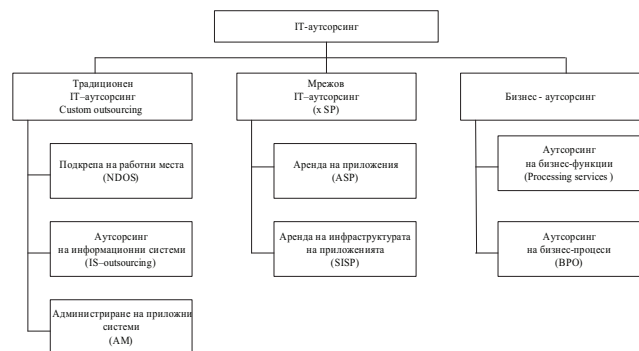 IT-аутсорсинг
Традиционен
IT–аутсорсинг
Custom outsourcing
Мрежов
IT–аутсорсинг
(x SP)
Бизнес - аутсорсинг
Подкрепа на работни места
(NDOS)
Аутсорсинг
на информационни системи
(IS–outsourcing)
Администриране на приложни
системи
(AM)
Аренда на приложения
(ASP)
Аренда на инфраструктурата
на приложенията
(SISP)
Аутсорсинг
на бизнес-функции
(Processing services )
Аутсорсинг
на бизнес-процеси
(BPO)